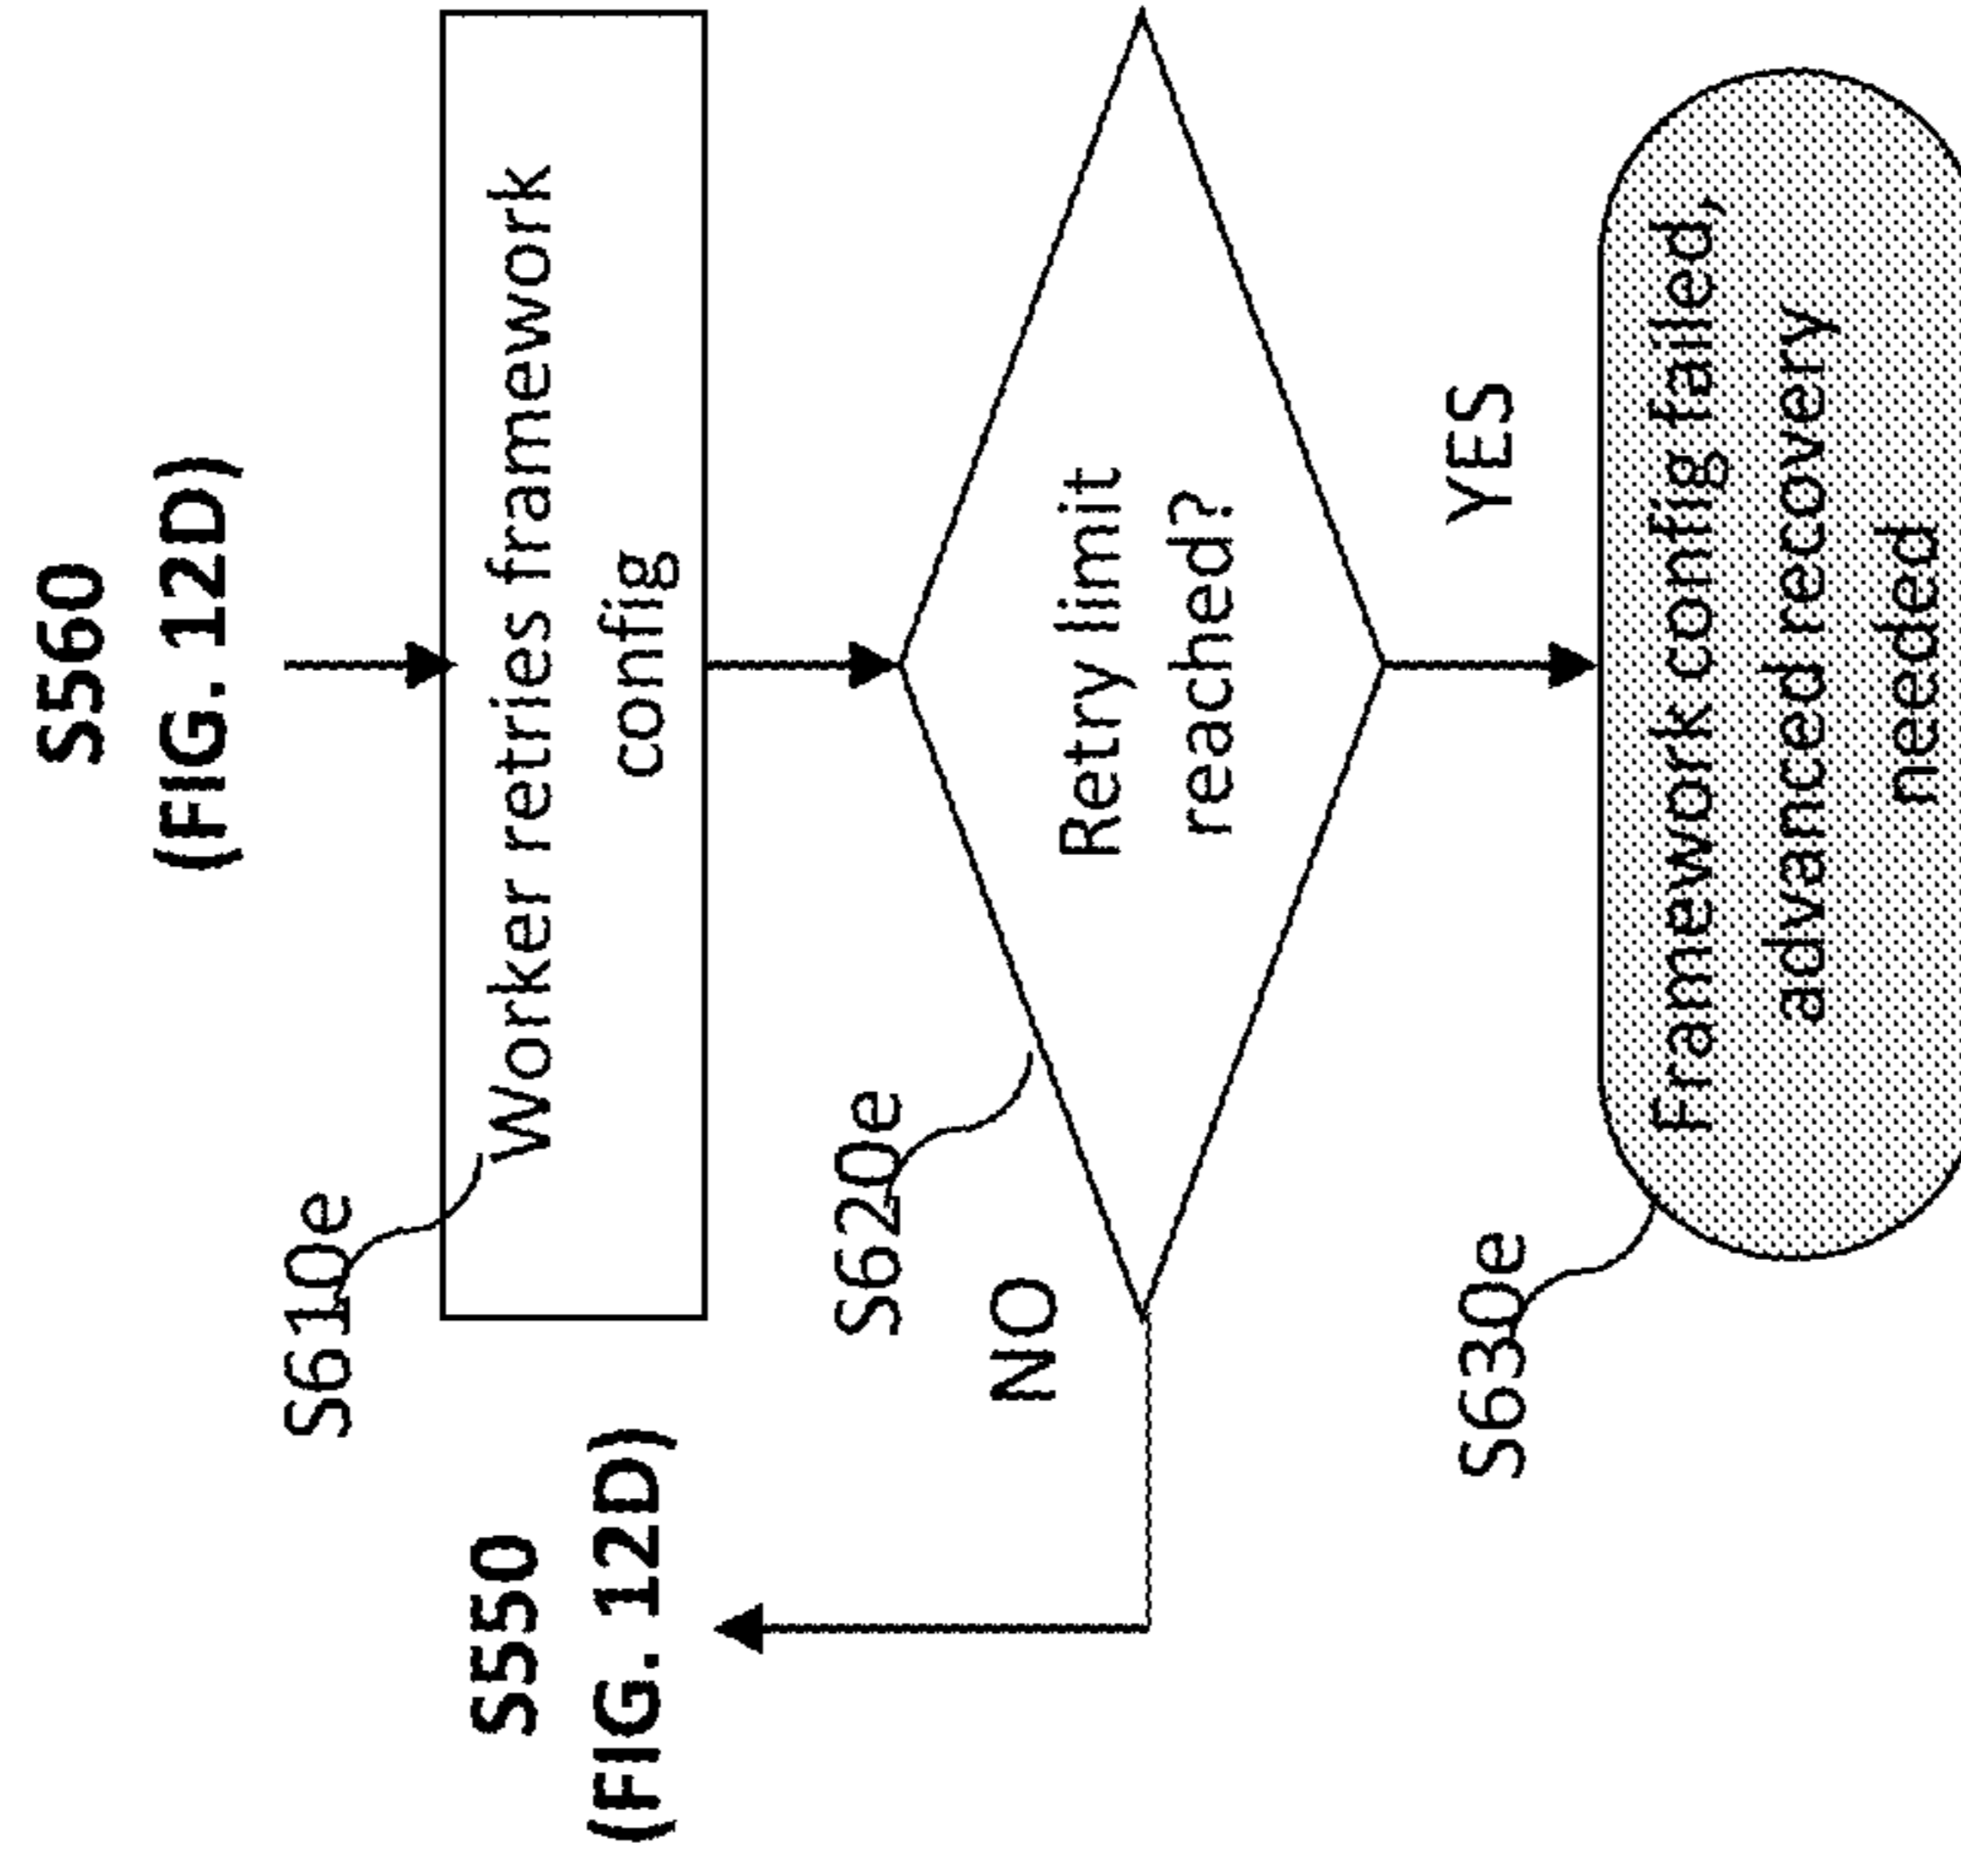 S560
(FIG. 12D)
S610e
Worker retries framework
config
S550
(FIG. 12D)
S620e
NO
Retry limit
reached?
YES
S630e
Framework config failed,
advanced recovery
needed